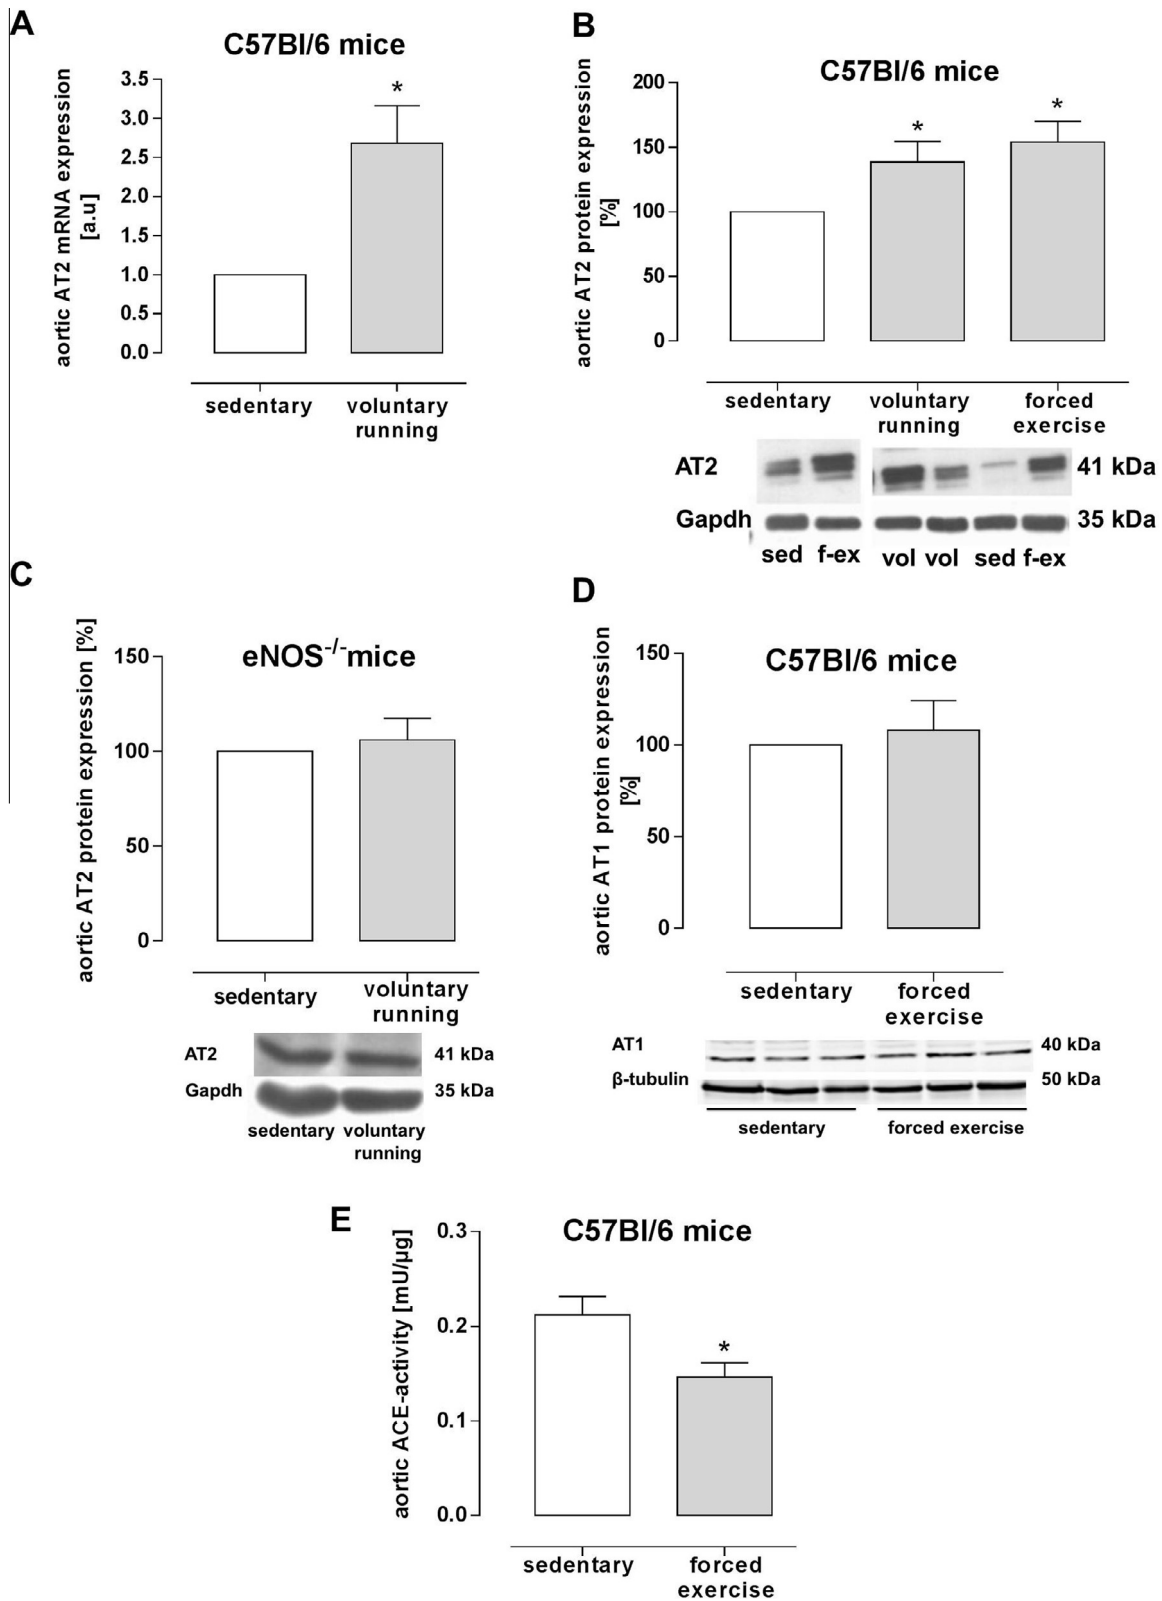 A
C57Bl/6 mice
aortic AT2 mRNA expression
[a.u]
3.5
3.0
2.5
2.0
1.5
1.0
0.5
0.0
*
sedentary
voluntary
running
B
C57Bl/6 mice
aortic AT2 protein expression
[%]
200
150
100
50
0
*
*
sedentary
voluntary
running
forced
exercise
AT2
41 kDa
Gapdh
35 kDa
sed f-ex vol vol sed f-ex
C
eNOS-/-mice
aortic AT2 protein expression [%]
150
100
50
0
sedentary
voluntary
running
AT2
41 kDa
Gapdh
35 kDa
sedentary voluntary
running
D
C57Bl/6 mice
aortic AT1 protein expression
[%]
150
100
50
0
sedentary
forced
exercise
AT1
40 kDa
β-tubulin
50 kDa
sedentary
forced exercise
E
C57Bl/6 mice
aortic ACE-activity [mU/µg]
0.3
0.2
0.1
0.0
*
sedentary
forced
exercise